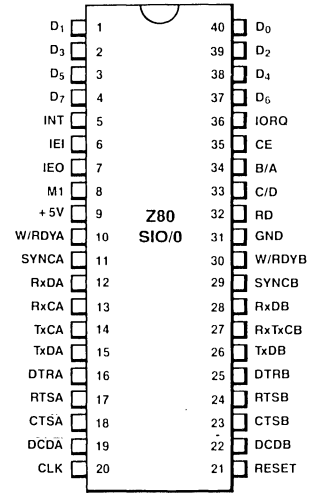 D1 1 40 D0
D3 2 39 D2
D5 3 38 D4
D7 4 37 D6
INT 5 36 IORQ
IEI 6 35 CE
IEO 7 34 B/A
M1 8 33 C/D
+5V 9 Z80 32 RD
W/RDYA 10 SIO/0 31 GND
SYNCA 11 30 W/RDYB
RxDA 12 29 SYNCB
RxCA 13 28 RxDB
TxCA 14 27 RxTxCB
TxDA 15 26 TxDB
DTRA 16 25 DTRB
RTSA 17 24 RTSB
CTSA 18 23 CTSB
DCDA 19 22 DCDB
CLK 20 21 RESET